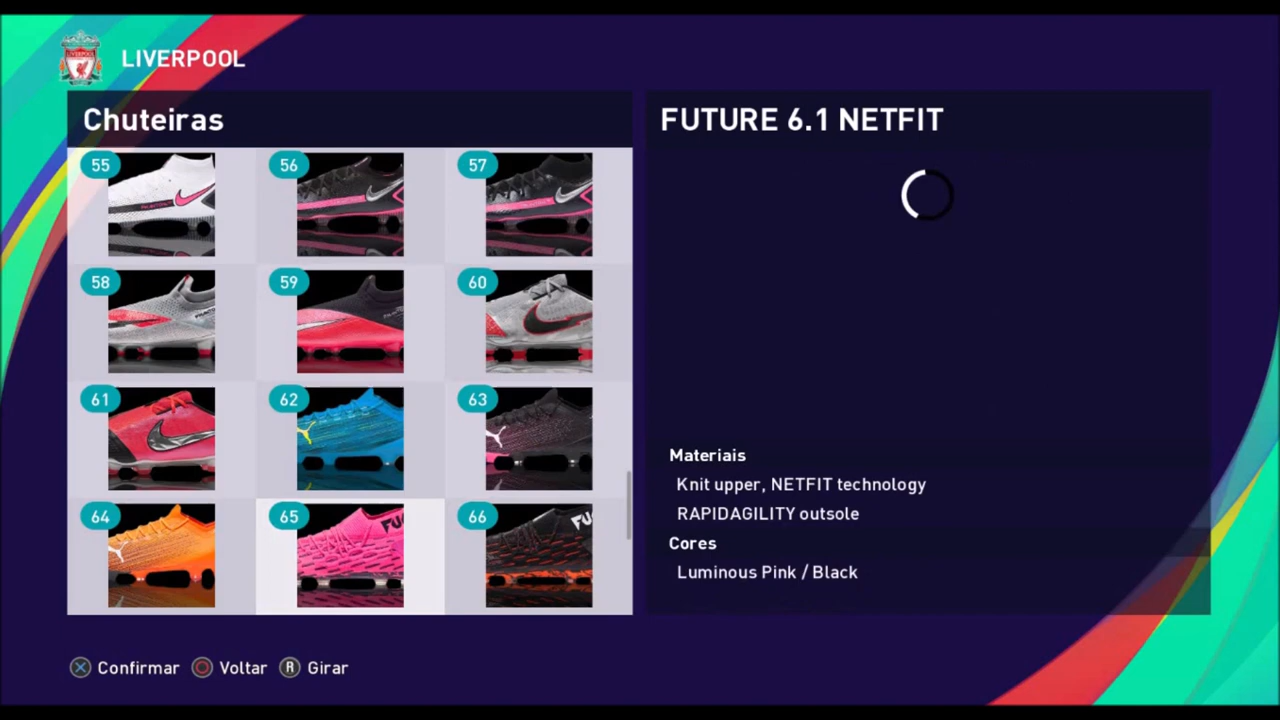 LIVERPOOL
Chuteiras
FUTURE 6.1 NETFIT
55
56
57
58
59
60
61
62
63
64
65
66
Materiais
Knit upper, NETFIT technology
RAPIDAGILITY outsole
Cores
Luminous Pink / Black
Confirmar
Voltar
R
Girar